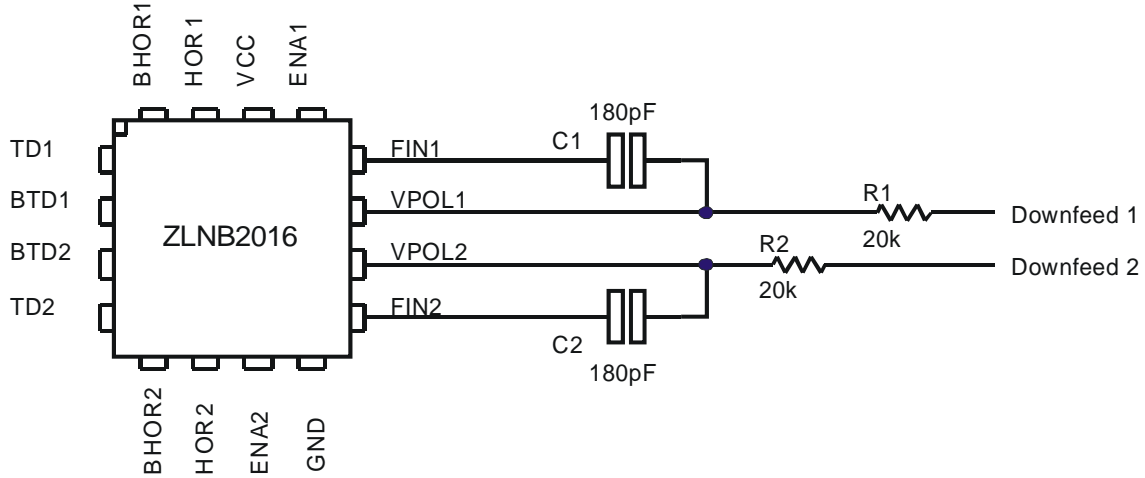 BHOR1
HOR1
VCC
ENA1
180pF
C1
TD1
FIN1
BTD1
VPOL1
R1
20k
Downfeed 1
ZLNB2016
BTD2
VPOL2
R2
20k
Downfeed 2
TD2
FIN2
C2
180pF
BHOR2
HOR2
ENA2
GND